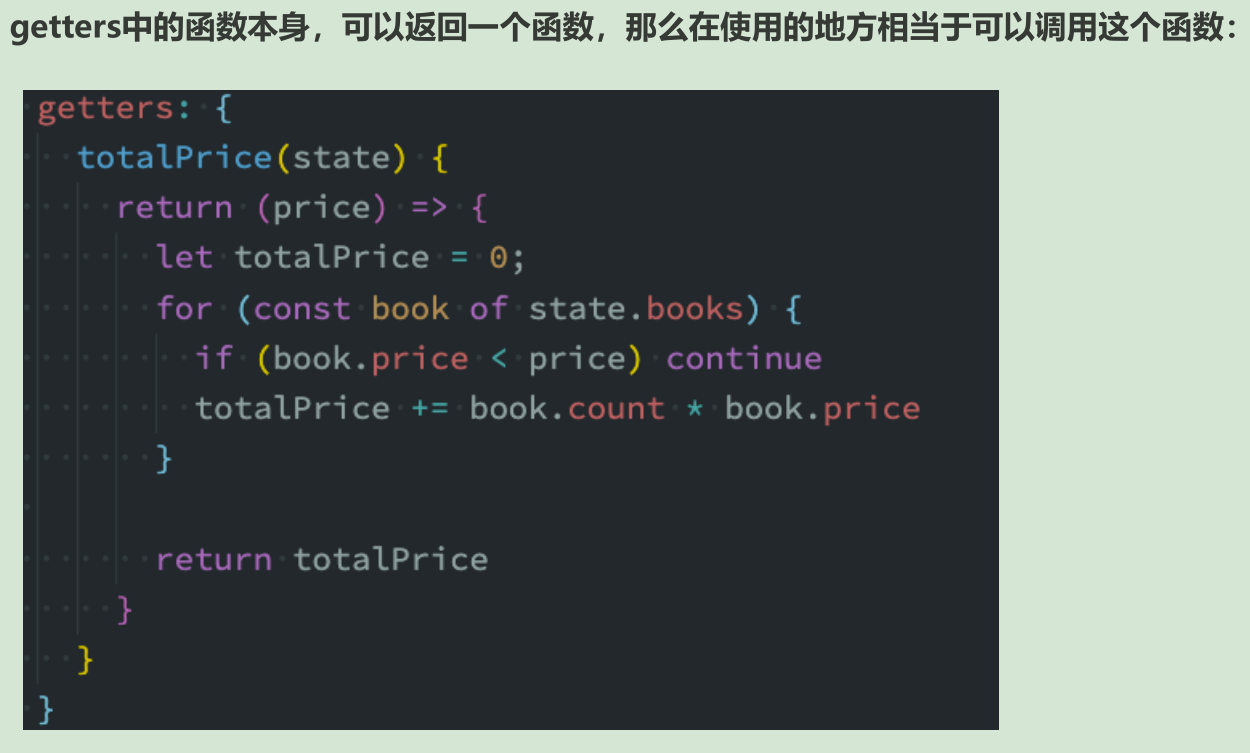 getters中的函数本身，可以返回一个函数，那么在使用的地方相当于可以调用这个函数：
getters: {
  totalPrice(state) {
    return (price) => {
      let totalPrice = 0;
      for (const book of state.books) {
        if (book.price < price) continue
        totalPrice += book.count * book.price
      }

      return totalPrice
    }
  }
}